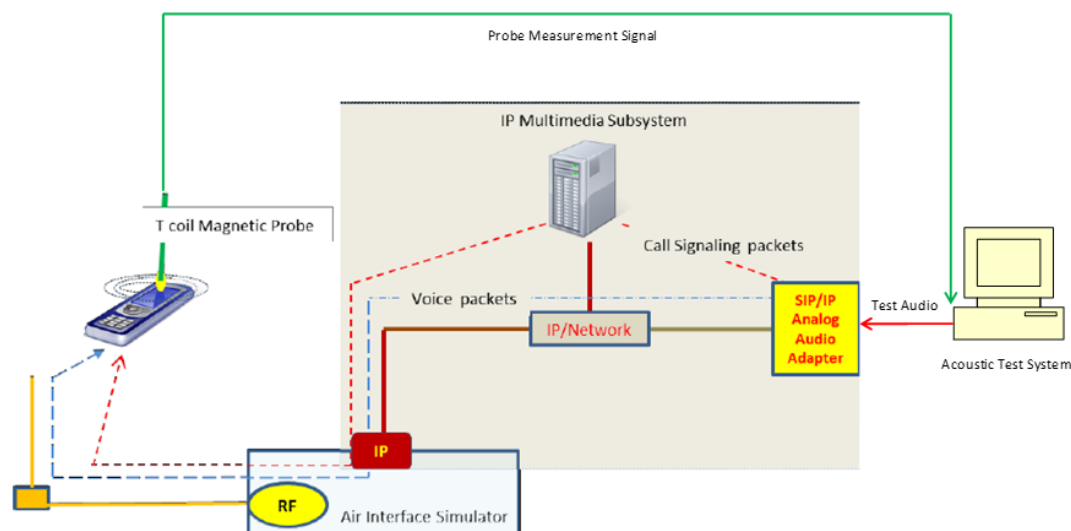 Probe Measurement Signal
IP Multimedia Subsystem
T coil Magnetic Probe
Call Signaling packets
Voice packets
SIP/IP
Analog
Audio
Adapter
Test Audio
IP/Network
Acoustic Test System
IP
RF
Air Interface Simulator